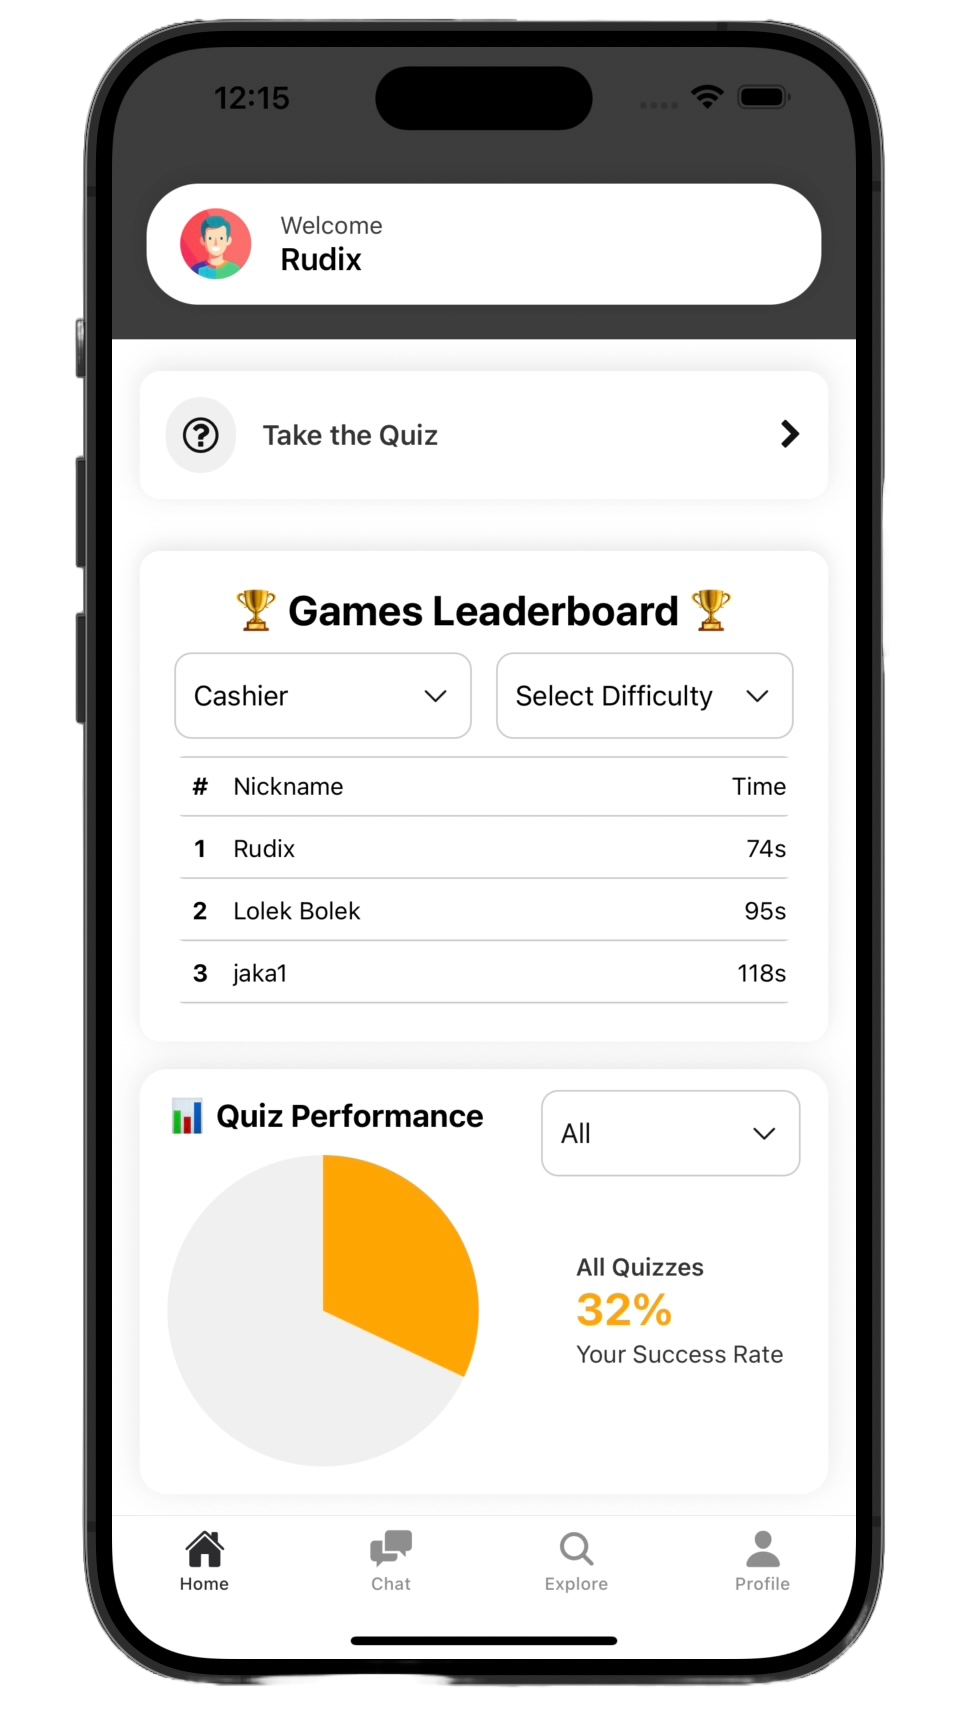 12:15
Welcome
Rudix
Take the Quiz
🏆 Games Leaderboard 🏆
Cashier Select Difficulty
# Nickname Time
1 Rudix 74s
2 Lolek Bolek 95s
3 jaka1 118s
📊 Quiz Performance
All
All Quizzes
32%
Your Success Rate
Home Chat Explore Profile